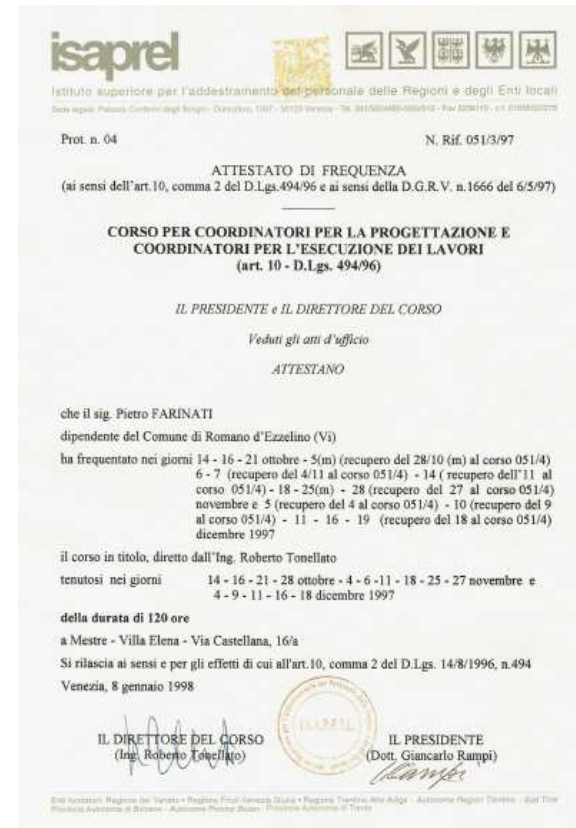 isaprel
Istituto superiore per l'addestramento del personale delle Regioni e degli Enti locali
Prot. n. 04
N. Rif. 051/3/97
ATTESTATO DI FREQUENZA
(ai sensi dell'art.10, comma 2 del D.Lgs.494/96 e ai sensi della D.G.R.V. n.1666 del 6/5/97)
CORSO PER COORDINATORI PER LA PROGETTAZIONE E
COORDINATORI PER L'ESECUZIONE DEI LAVORI
(art. 10 - D.Lgs. 494/96)
IL PRESIDENTE e IL DIRETTORE DEL CORSO
Veduti gli atti d'ufficio
ATTESTANO
che il sig. Pietro FARINATI
dipendente del Comune di Romano d'Ezzelino (Vi)
ha frequentato nei giorni 14 - 16 - 21 ottobre - 5(m) (recupero del 28/10 (m) al corso 051/4)
6 - 7 (recupero del 4/11 al corso 051/4) - 14 ( recupero dell'11 al
corso 051/4) - 18 - 25(m) - 28 (recupero del 27 al corso 051/4)
novembre e 5 (recupero del 4 al corso 051/4) - 10 (recupero del 9
al corso 051/4) - 11 - 16 - 19 (recupero del 18 al corso 051/4)
dicembre 1997
il corso in titolo, diretto dall'Ing. Roberto Tonellato
tenutosi nei giorni 14 - 16 - 21 - 28 ottobre - 4 - 6 -11 - 18 - 25 - 27 novembre e
4 - 9 - 11 - 16 - 18 dicembre 1997
della durata di 120 ore
a Mestre - Villa Elena - Via Castellana, 16/a
Si rilascia ai sensi e per gli effetti di cui all'art.10, comma 2 del D.Lgs. 14/8/1996, n.494
Venezia, 8 gennaio 1998
IL DIRETTORE DEL CORSO
(Ing. Roberto Tonellato)
IL PRESIDENTE
(Dott. Giancarlo Rampi)